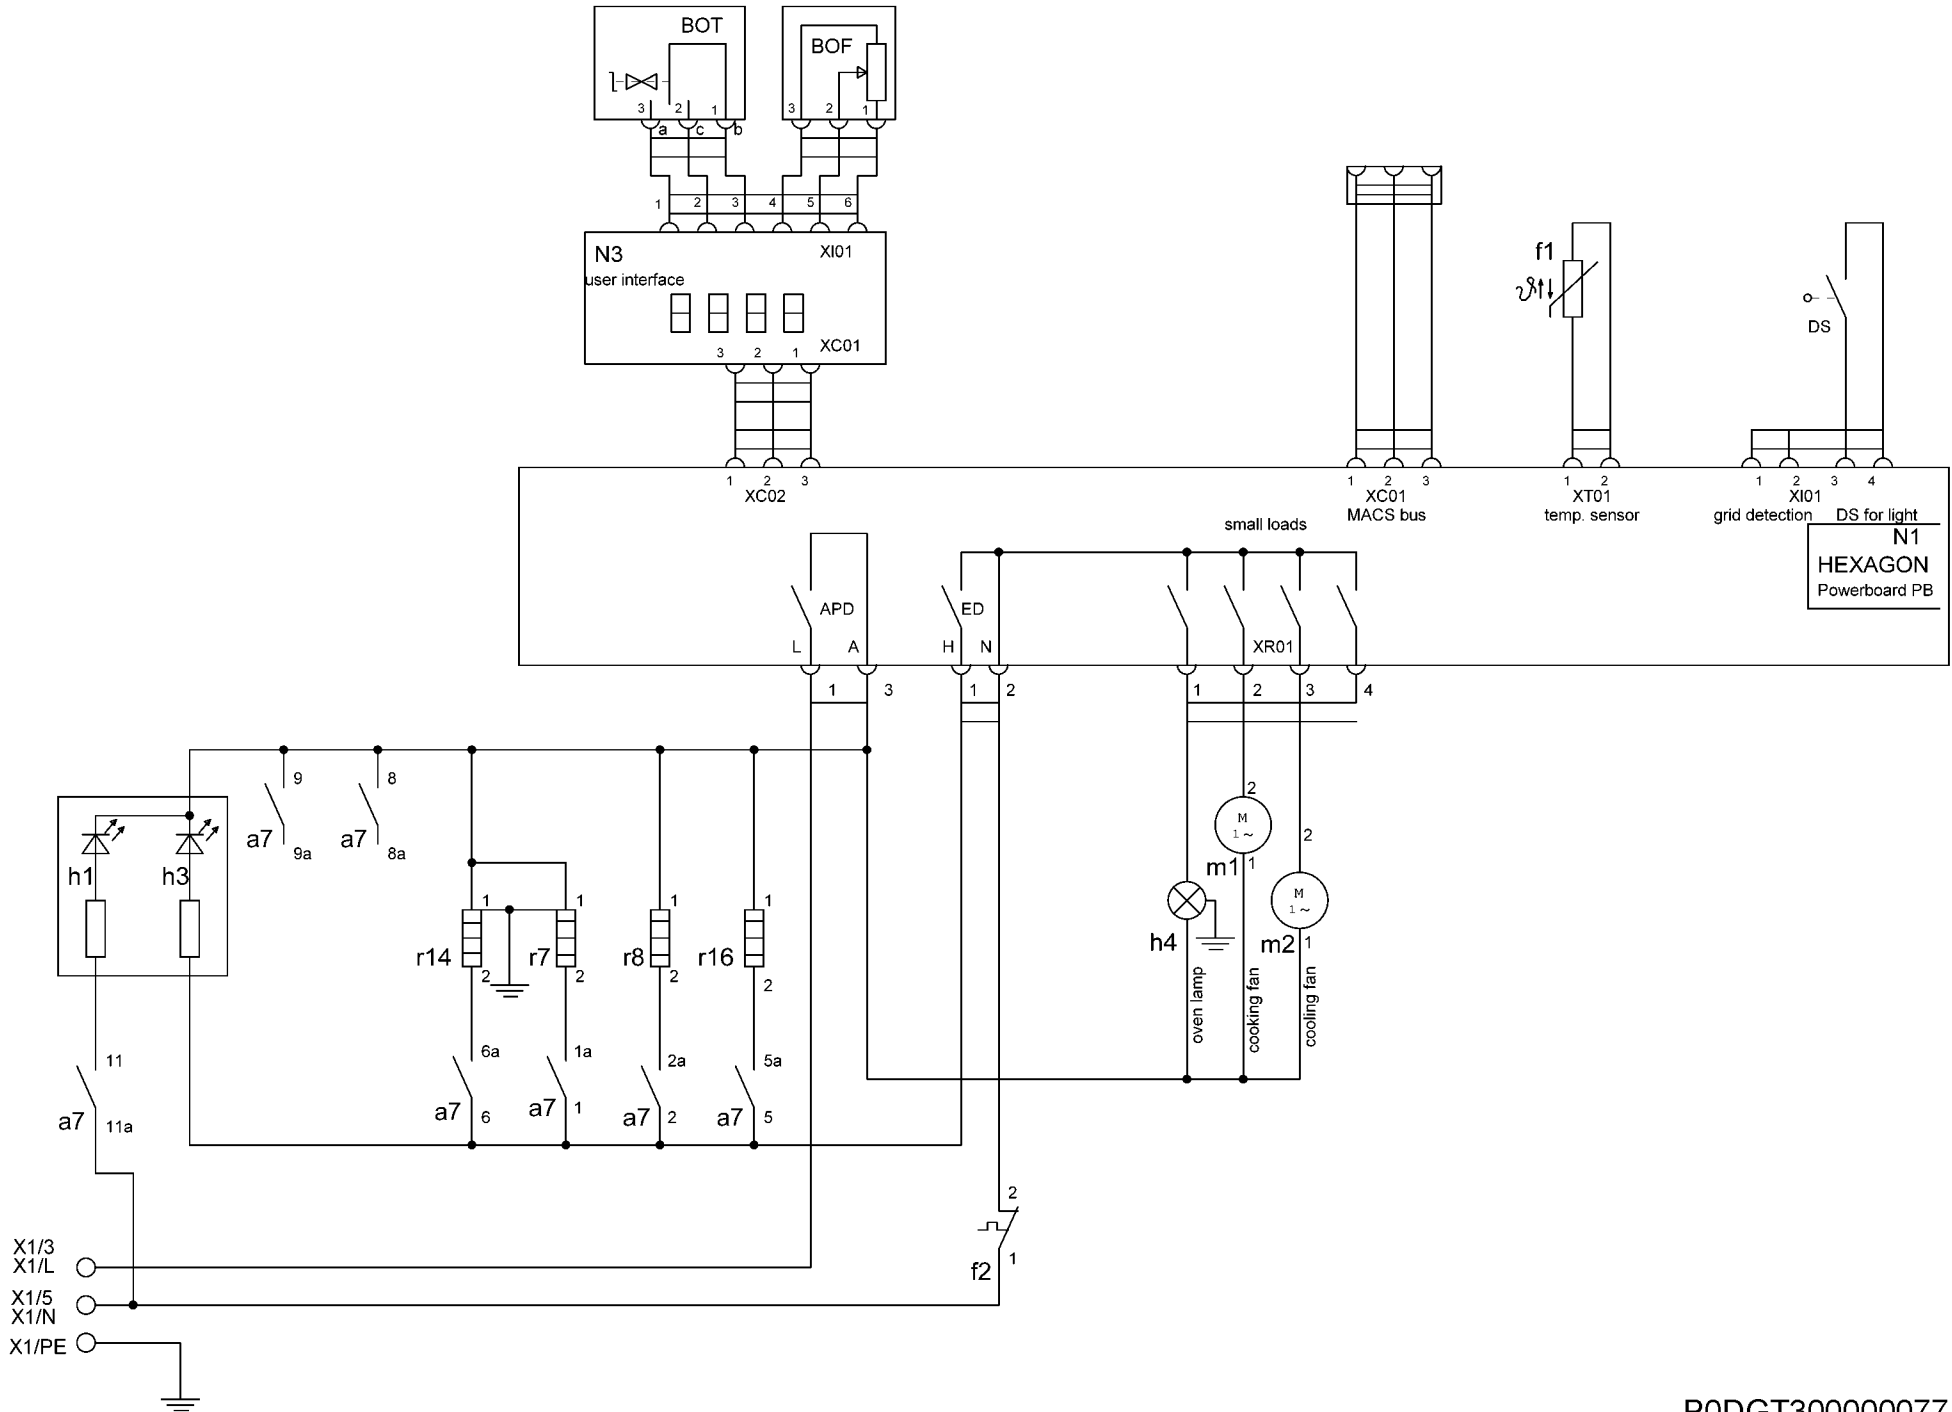 BOT
BOF
3 2 1
3 2 1
a c b
1 2 3 4 5 6
N3
XI01
user interface
f1
DS
XC01
3 2 1
1 2 3
XC02
1 2 3
XC01
MACS bus
1 2
XT01
temp. sensor
1 2 3 4
XI01
grid detection
DS for light
small loads
N1
HEXAGON
Powerboard PB
APD
ED
L A
H N
XR01
1 3
1 2
1 2 3 4
9
8
a7
9a
a7
8a
h1
h3
2
M
1 ~
m1
1
2
M
1 ~
m2
1
h4
oven lamp
cooking fan
cooling fan
1
r14
2
1
r7
2
1
r8
2
1
r16
2
11
a7
11a
6a
a7
6
1a
a7
1
2a
a7
2
5a
a7
5
2
f2
1
X1/3
X1/L
X1/5
X1/N
X1/PE